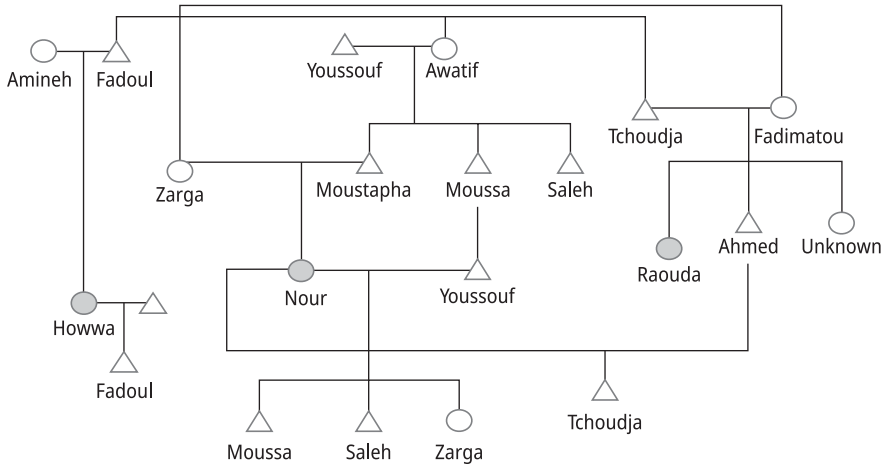 Amineh
Fadoul
Youssouf
Awatif
Tchoudja
Fadimatou
Zarga
Moustapha
Moussa
Saleh
Raouda
Ahmed
Unknown
Nour
Youssouf
Howwa
Fadoul
Moussa
Saleh
Zarga
Tchoudja